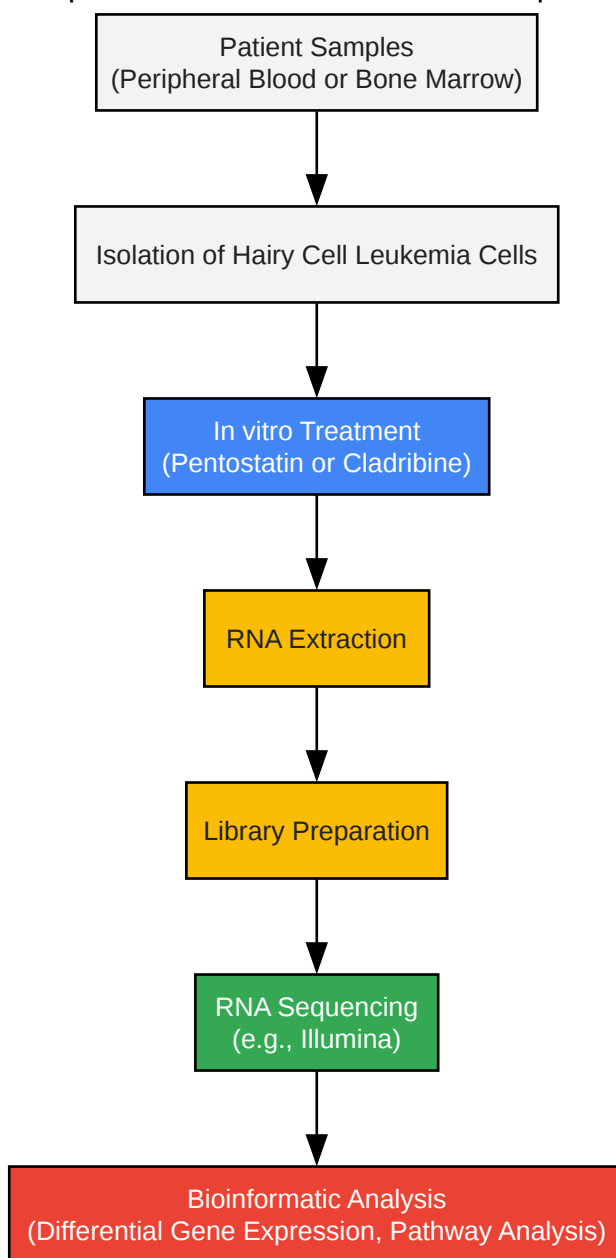 Patient Samples
(Peripheral Blood or Bone Marrow)
Isolation of Hairy Cell Leukemia Cells
In vitro Treatment
(Pentostatin or Cladribine)
RNA Extraction
Library Preparation
RNA Sequencing
(e.g., Illumina)
Bioinformatic Analysis
(Differential Gene Expression, Pathway Analysis)